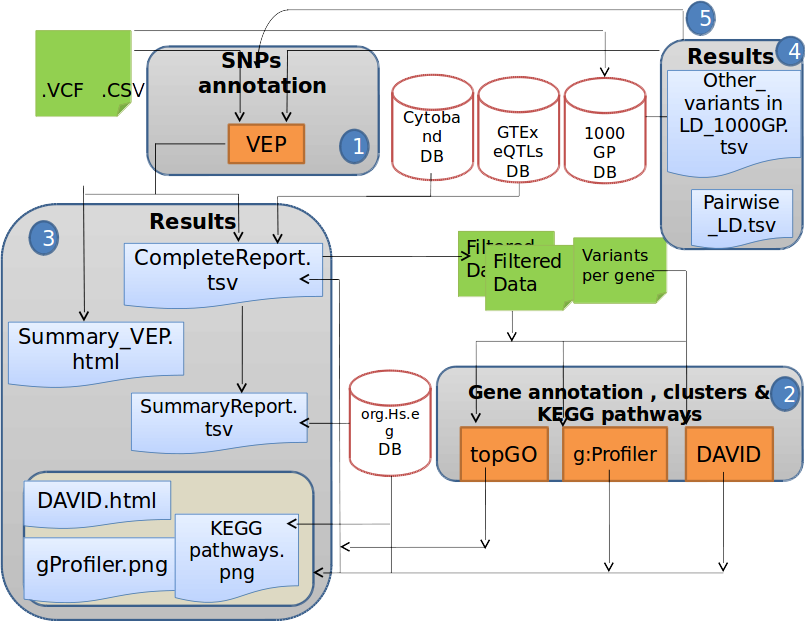 5
.VCF .CSV
SNPs
annotation
VEP
1
Cytoba
nd
DB
GTEx
eQTLs
DB
1000
GP
DB
Results
4
Other_
variants in
LD_1000GP.
tsv
Pairwise
_LD.tsv
3
Results
CompleteReport.
tsv
Summary_VEP.
html
SummaryReport.
tsv
DAVID.html
gProfiler.png
KEGG
pathways.
png
Filtered
Da
Filtered
Data
Variants
per gene
org.Hs.e
g
DB
Gene annotation , clusters &
KEGG pathways
2
topGO
g:Profiler
DAVID